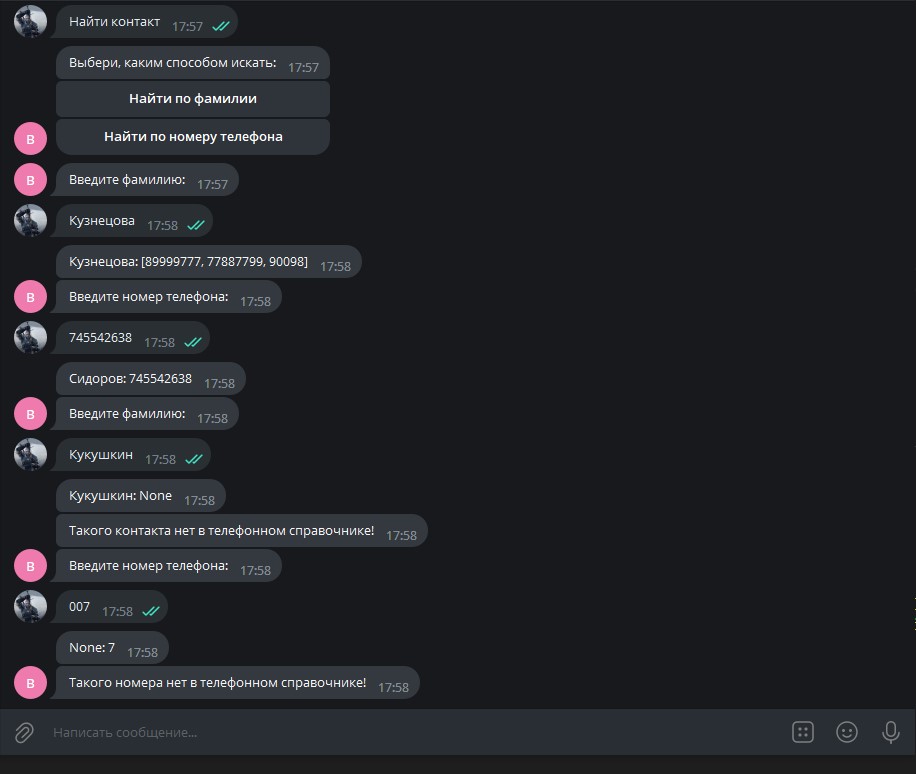 Найти контакт 17:57
Выбери, каким способом искать: 17:57
Найти по фамилии
Найти по номеру телефона
В
В Введите фамилию: 17:57
Кузнецова 17:58
Кузнецова: [89999777, 77887799, 90098] 17:58
В Введите номер телефона: 17:58
745542638 17:58
Сидоров: 745542638 17:58
В Введите фамилию: 17:58
Кукушкин 17:58
Кукушкин: None 17:58
Такого контакта нет в телефонном справочнике! 17:58
В Введите номер телефона: 17:58
007 17:58
None: 7 17:58
В Такого номера нет в телефонном справочнике! 17:58
Написать сообщение...